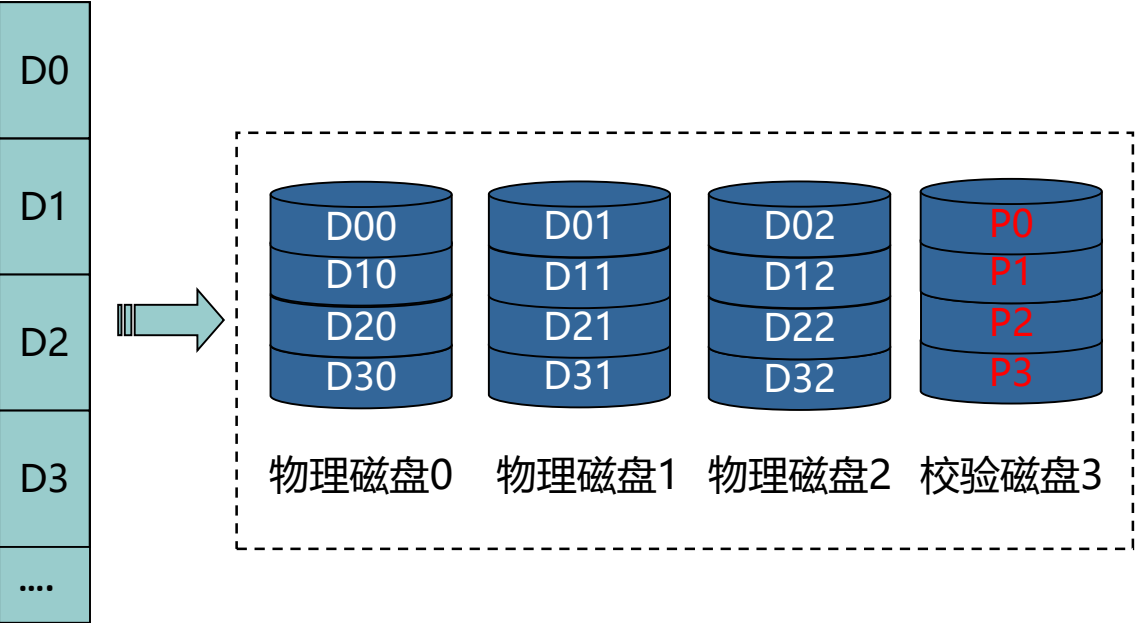 D0
D1
D2
D3
....
D00 D01 D02 P0
D10 D11 D12 P1
D20 D21 D22 P2
D30 D31 D32 P3
物理磁盘0 物理磁盘1 物理磁盘2 校验磁盘3